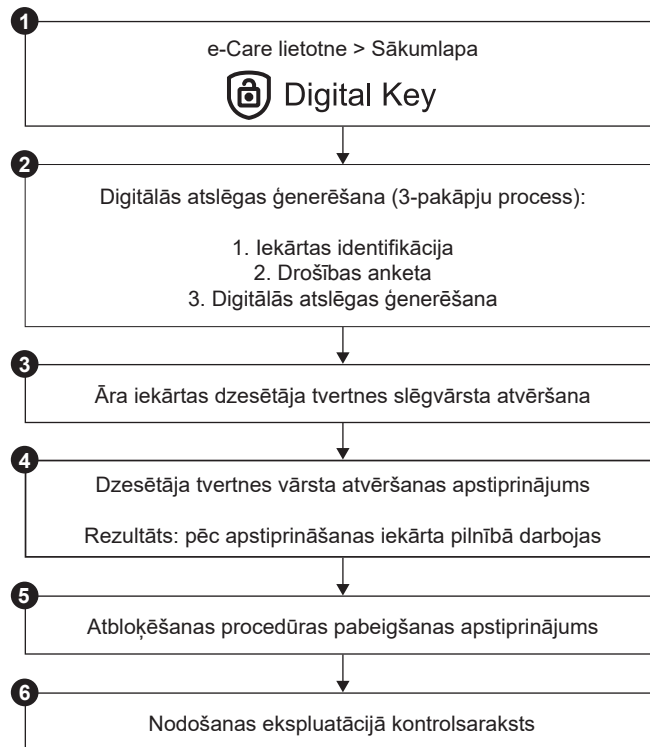 1
e-Care lietotne > Sākumlapa
Digital Key
2
Digitālās atslēgas ģenerēšana (3-pakāpju process):
1. Iekārtas identifikācija
2. Drošības anketa
3. Digitālās atslēgas ģenerēšana
3
Āra iekārtas dzesētāja tvertnes slēgvārsta atvēršana
4
Dzesētāja tvertnes vārsta atvēršanas apstiprinājums
Rezultāts: pēc apstiprināšanas iekārta pilnībā darbojas
5
Atbloķēšanas procedūras pabeigšanas apstiprinājums
6
Nodošanas ekspluatācijā kontrolsaraksts